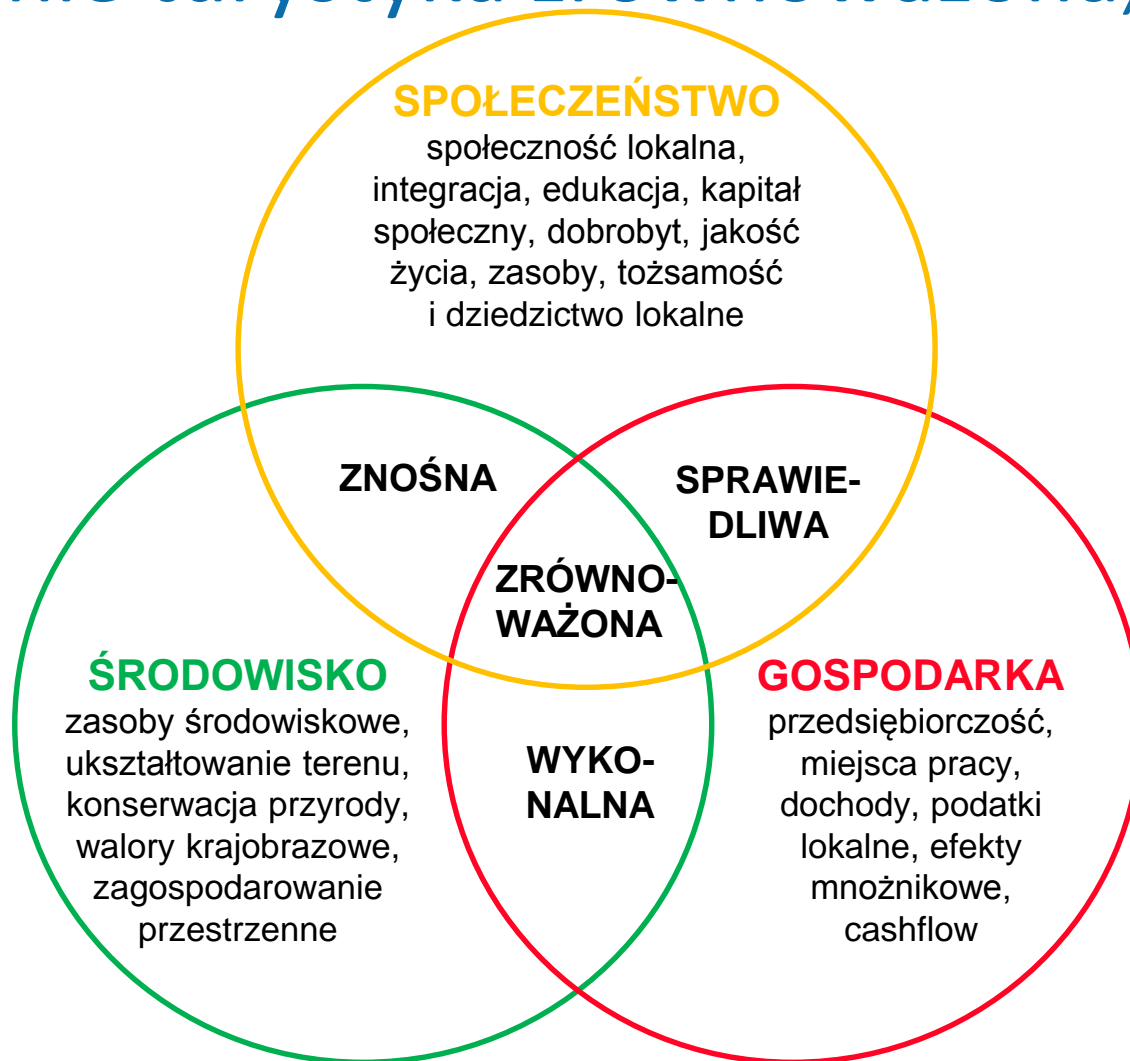 turystyka zrównoważona,
SPOŁECZEŃSTWO
społeczność lokalna,
integracja, edukacja, kapitał
społeczny, dobrobyt, jakość
życia, zasoby, tożsamość
i dziedzictwo lokalne
ZNOŚNA
SPRAWIE-
DLIWA
ZRÓWNO-
WAŻONA
ŚRODOWISKO
zasoby środowiskowe,
ukształtowanie terenu,
konserwacja przyrody,
walory krajobrazowe,
zagospodarowanie
przestrzenne
WYKO-
NALNA
GOSPODARKA
przedsiębiorczość,
miejsca pracy,
dochody, podatki
lokalne, efekty
mnożnikowe,
cashflow